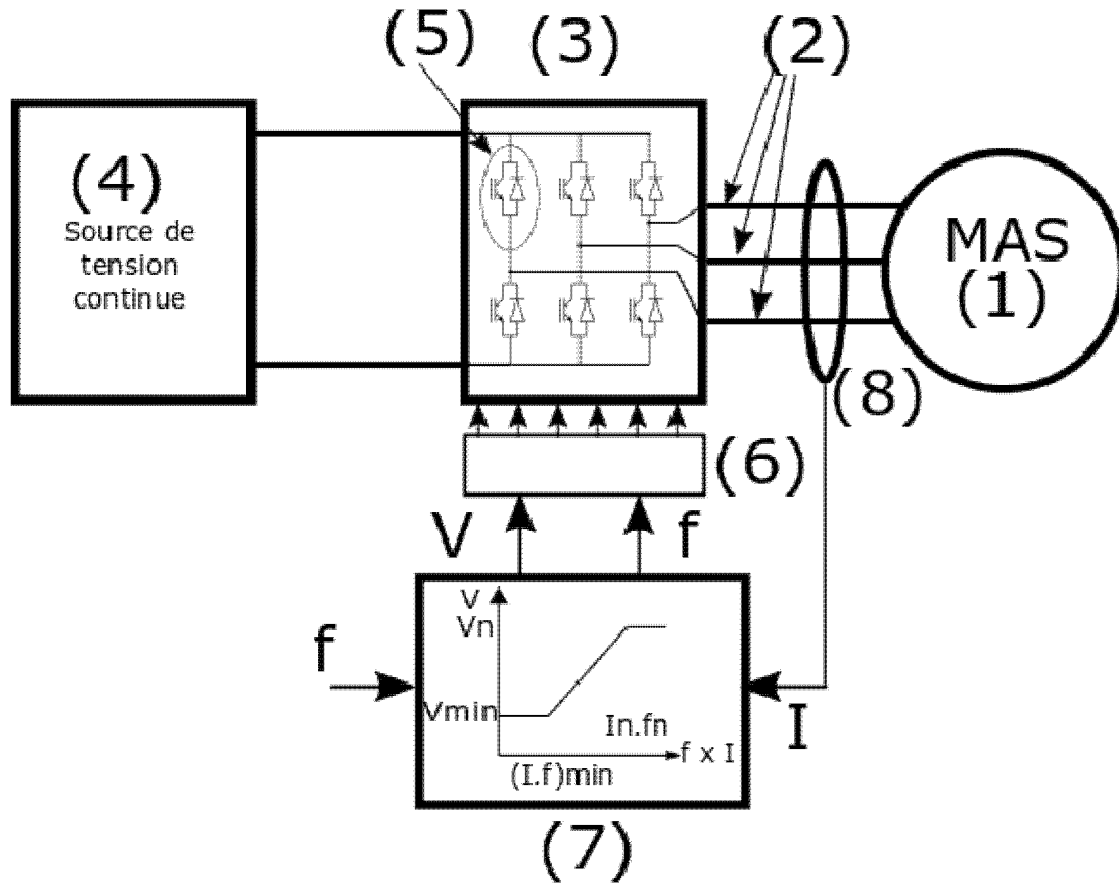 (5)
(3)
(2)
(4)
Source de
tension
continue
MAS
(1)
(8)
(6)
V
f
V
Vn
f
Vmin
In.fn
f x I
(I.f)min
I
(7)